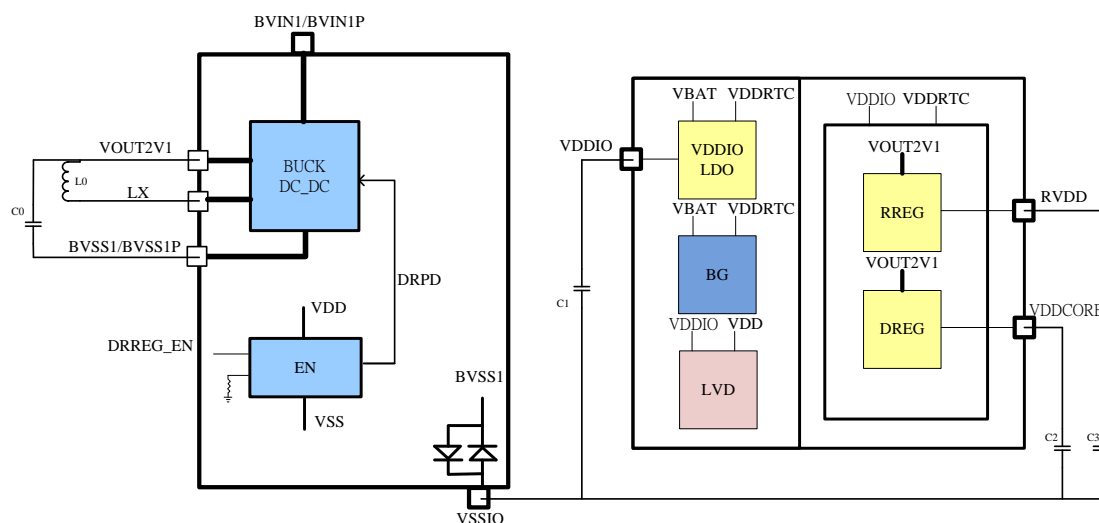 BVIN1/BVIN1P
VOUT2V1
L0
LX
C0
BVSS1/BVSS1P
BUCK
DC_DC
DRPD
VDD
DRREG_EN
EN
VSS
BVSS1
VSSIO
VDDIO
C1
VBAT
VDDRTC
VDDIO
LDO
VBAT
VDDRTC
BG
VDDIO
VDD
LVD
VDDIO
VDDRTC
VOUT2V1
RREG
RVDD
VOUT2V1
DREG
VDDCORE
C2
C3